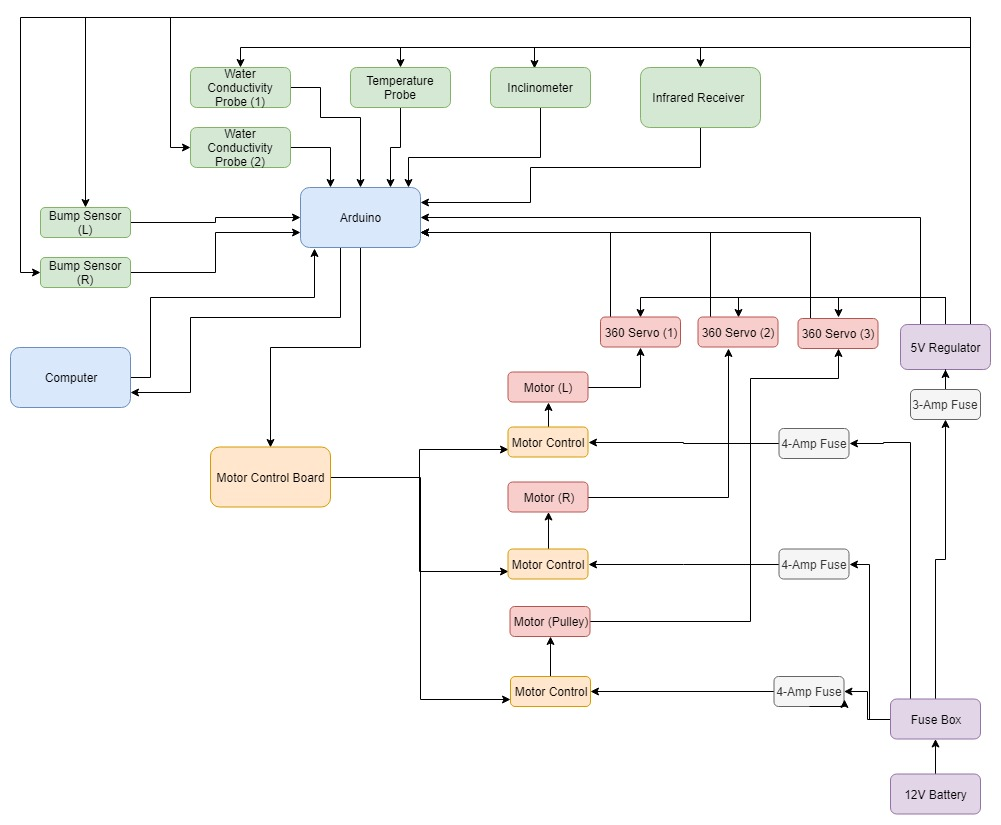 Water
Conductivity
Probe (1)
Temperature
Probe
Inclinometer
Infrared Receiver
Water
Conductivity
Probe (2)
Bump Sensor
(L)
Arduino
Bump Sensor
(R)
360 Servo (1)
360 Servo (2)
360 Servo (3)
5V Regulator
Computer
Motor (L)
3-Amp Fuse
Motor Control
4-Amp Fuse
Motor Control Board
Motor (R)
Motor Control
4-Amp Fuse
Motor (Pulley)
Motor Control
4-Amp Fuse
Fuse Box
12V Battery